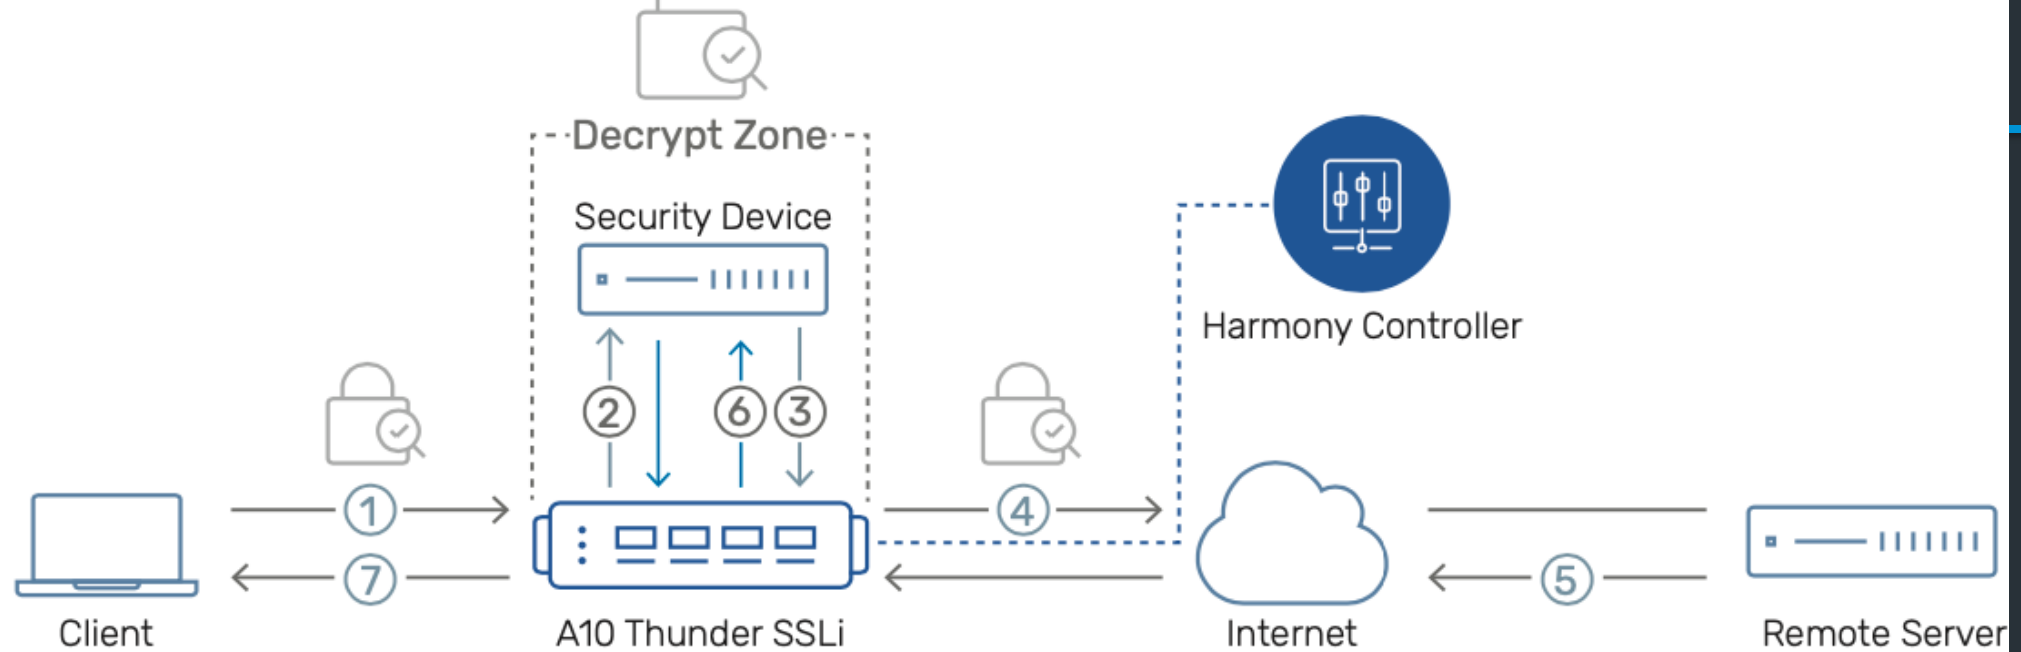 Decrypt Zone
Security Device
Harmony Controller
2
6
3
1
4
7
5
Client
A10 Thunder SSLi
Internet
Remote Server